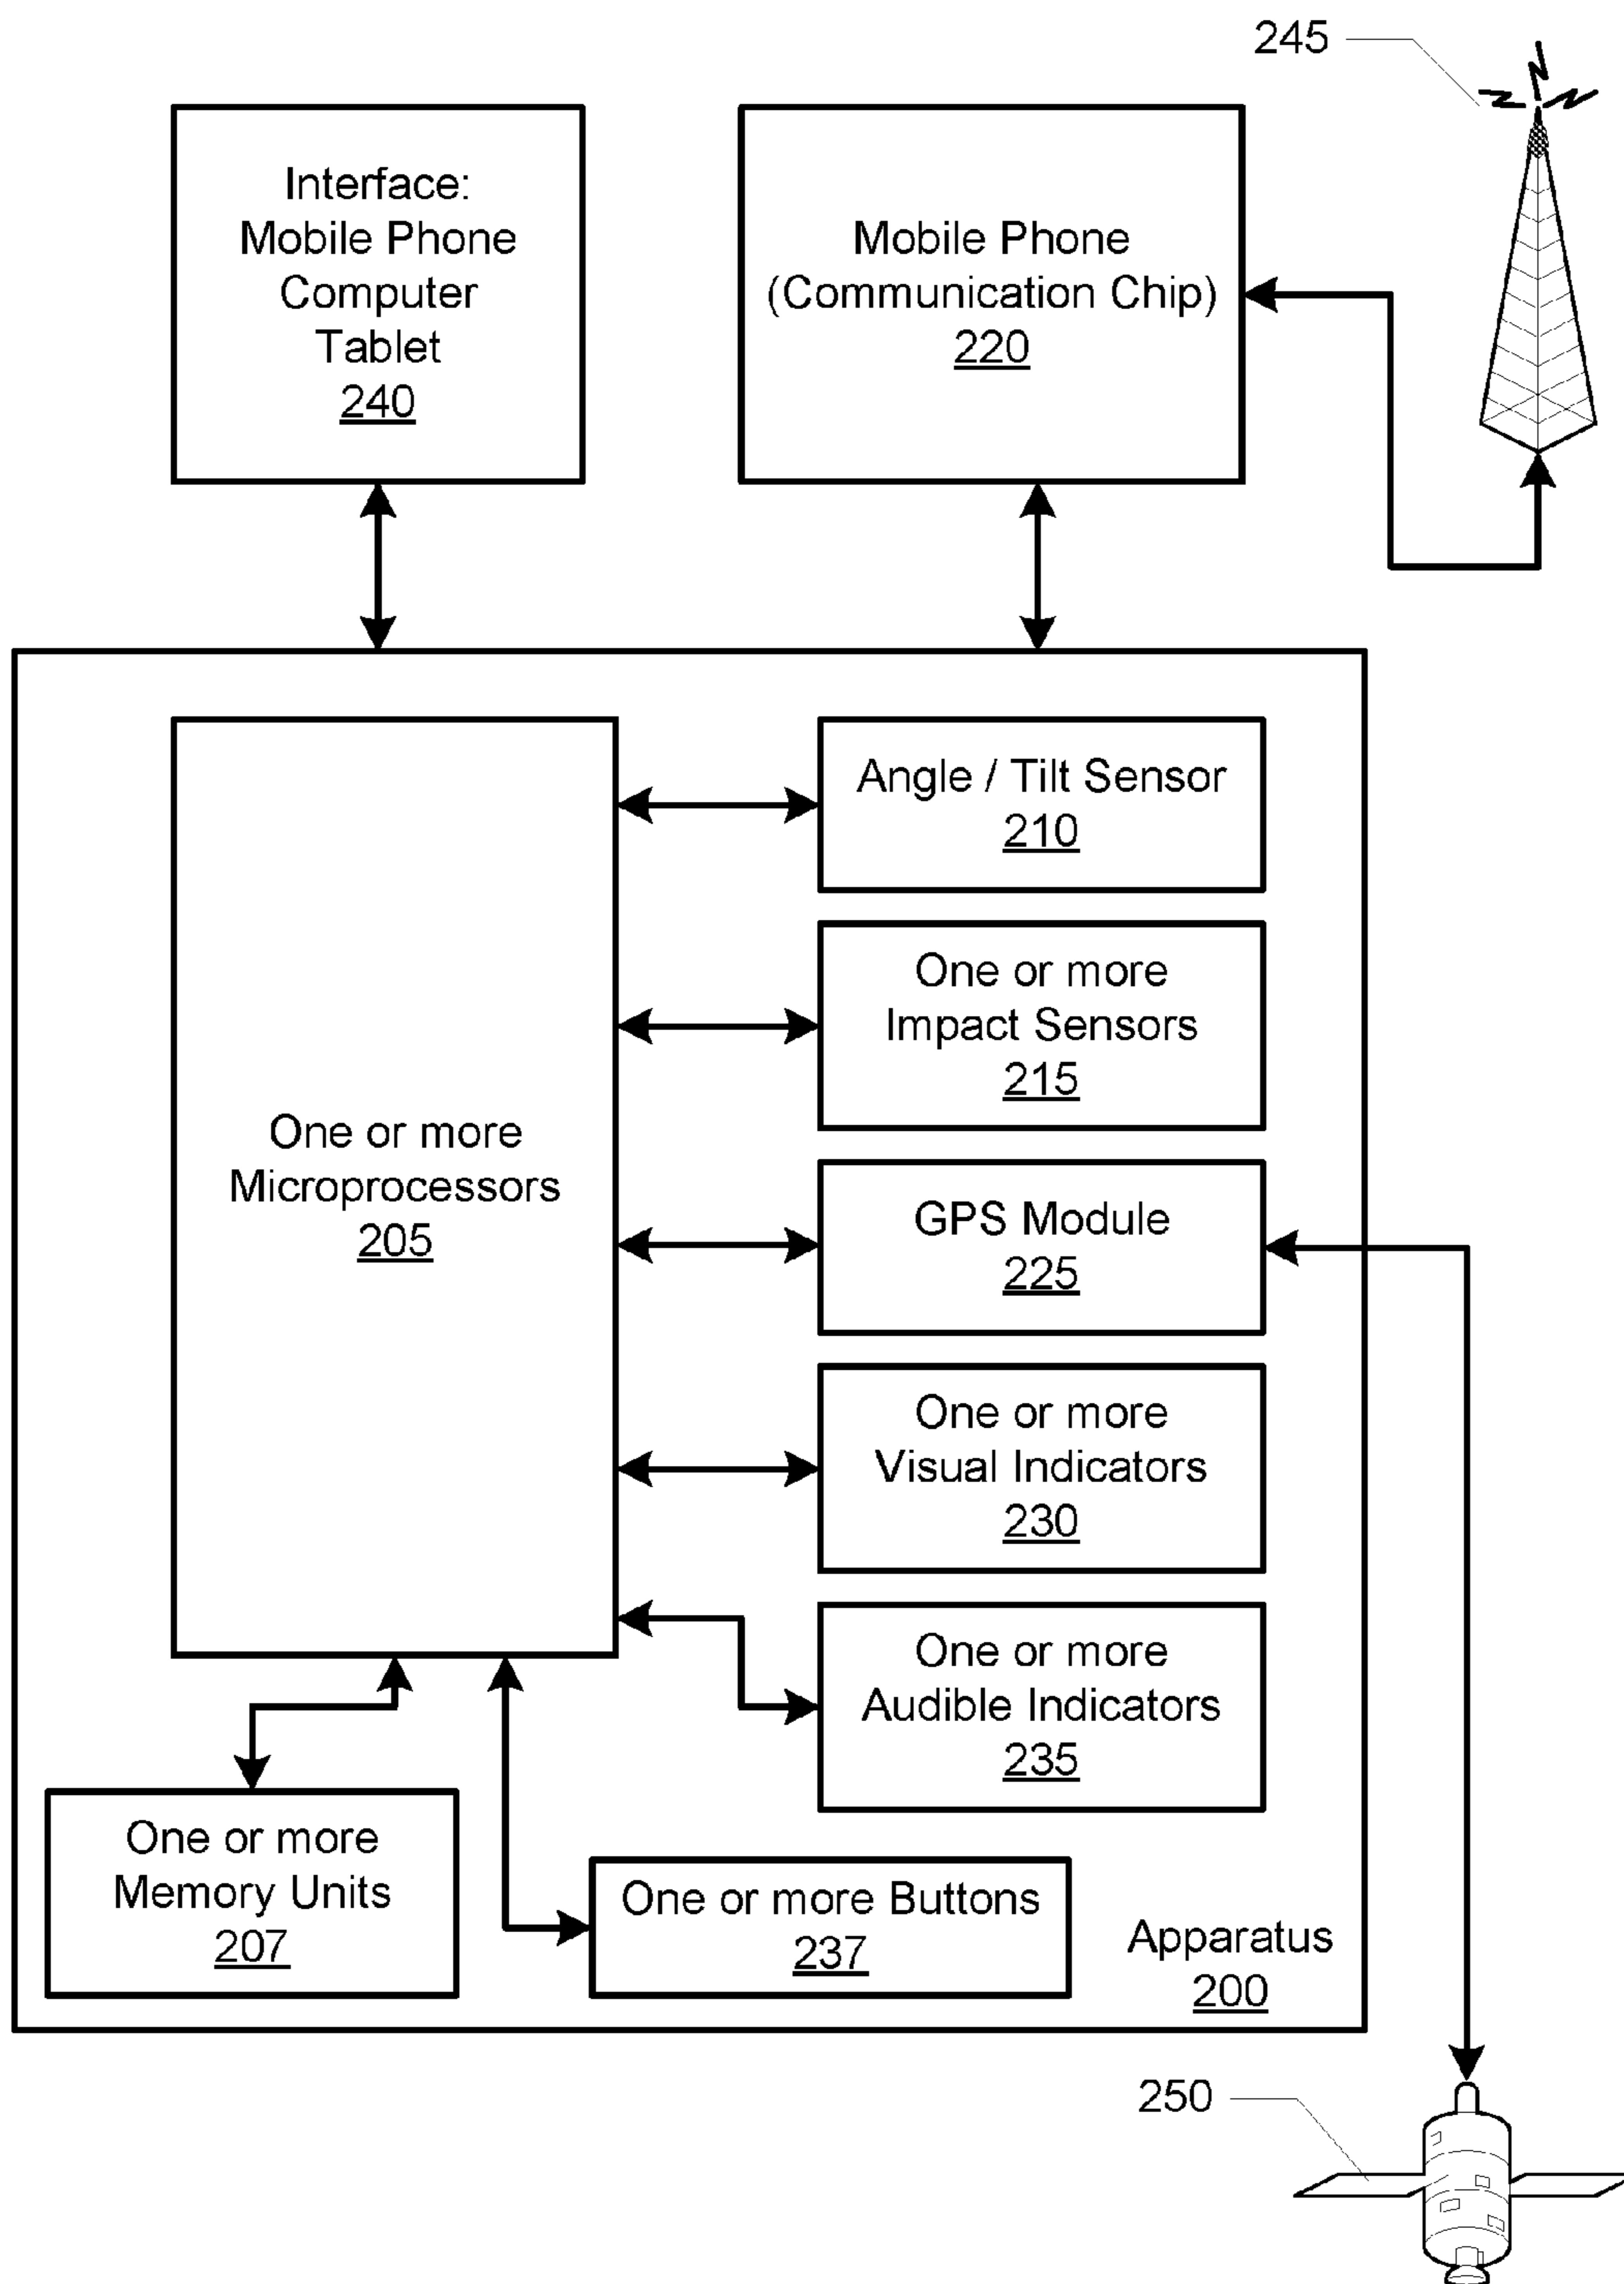 245
Interface:
Mobile Phone
Computer
Tablet
240
Mobile Phone
(Communication Chip)
220
Angle / Tilt Sensor
210
One or more
Impact Sensors
215
One or more
Microprocessors
205
GPS Module
225
One or more
Visual Indicators
230
One or more
Audible Indicators
235
One or more
Memory Units
207
One or more Buttons
237
Apparatus
200
250